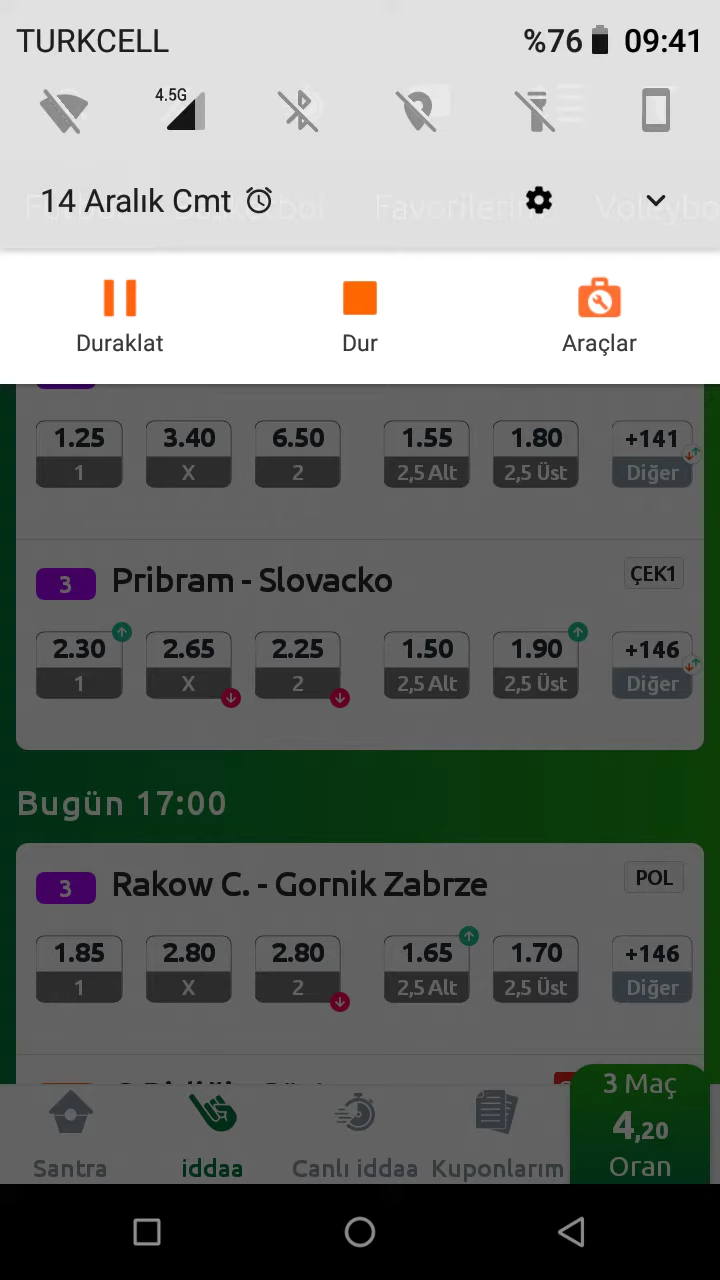 TURKCELL %76 09:41
4.5G
14 Aralık Cmt
Futbol Basketbol Favorilerim Voleybo
Duraklat Dur Araçlar
1.25 3.40 6.50 1.55 1.80 +141
1 X 2 2,5 Alt 2,5 Üst Diğer
3 Pribram - Slovacko ÇEK1
2.30 2.65 2.25 1.50 1.90 +146
1 X 2 2,5 Alt 2,5 Üst Diğer
Bugün 17:00
3 Rakow C. - Gornik Zabrze POL
1.85 2.80 2.80 1.65 1.70 +146
1 X 2 2,5 Alt 2,5 Üst Diğer
3 Maç
4,20
Oran
Santra iddaa Canlı iddaa Kuponlarım